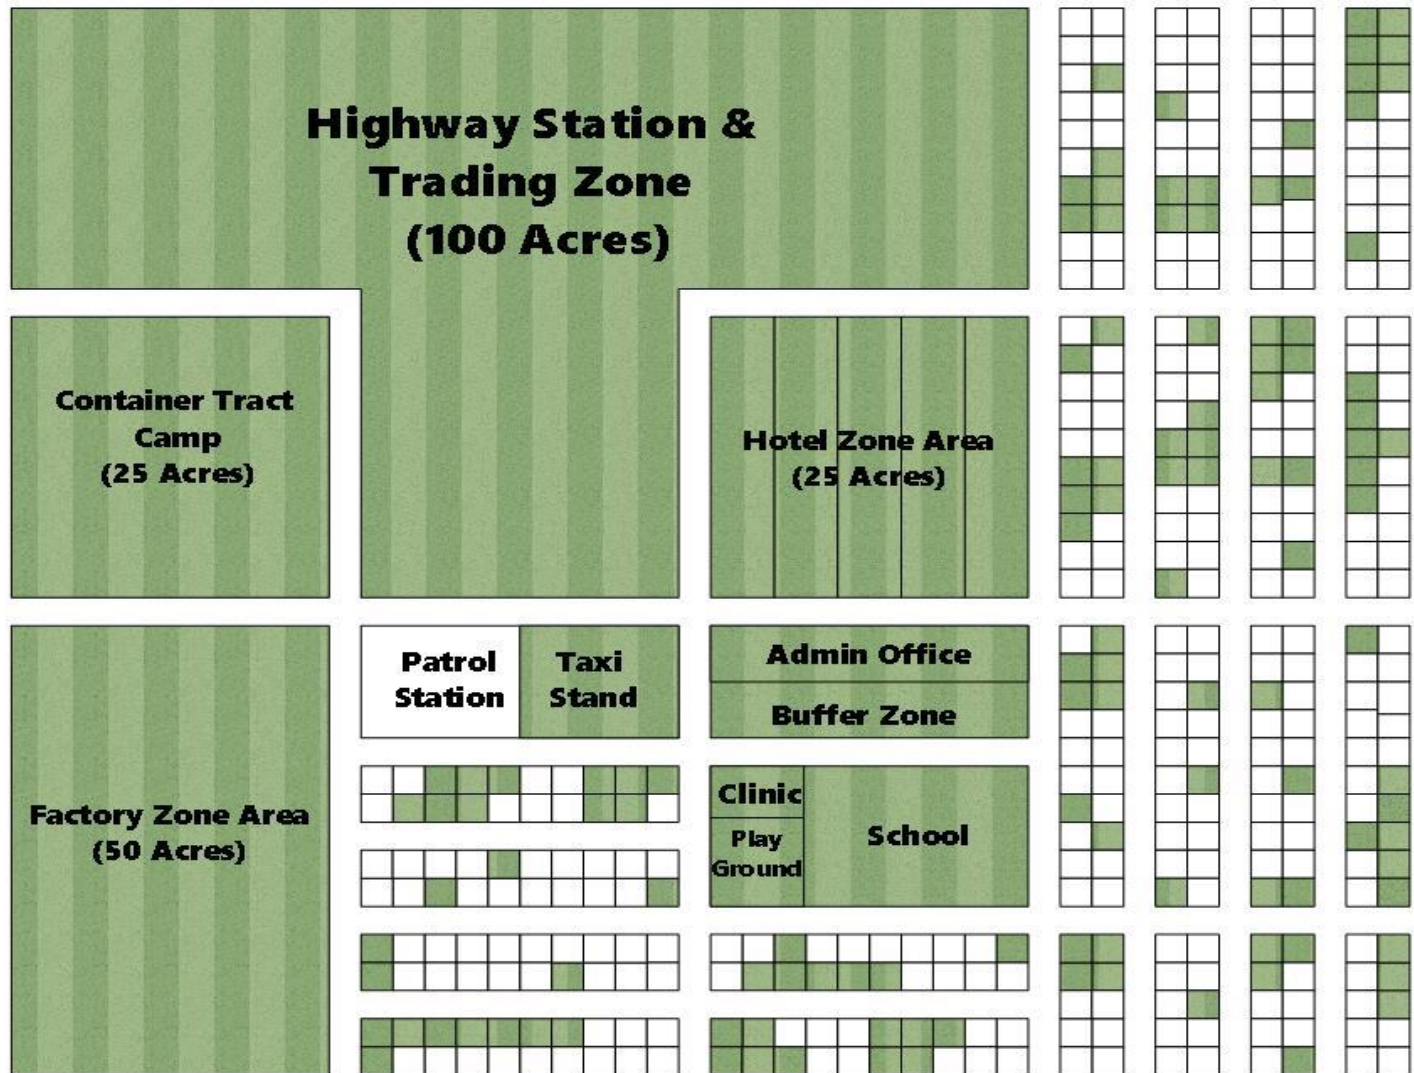 Highway Station &
Trading Zone
(100 Acres)
Container Tract
Camp
(25 Acres)
Hotel Zone Area
(25 Acres)
Patrol
Station
Taxi
Stand
Admin Office
Buffer Zone
Factory Zone Area
(50 Acres)
Clinic
Play
Ground
School